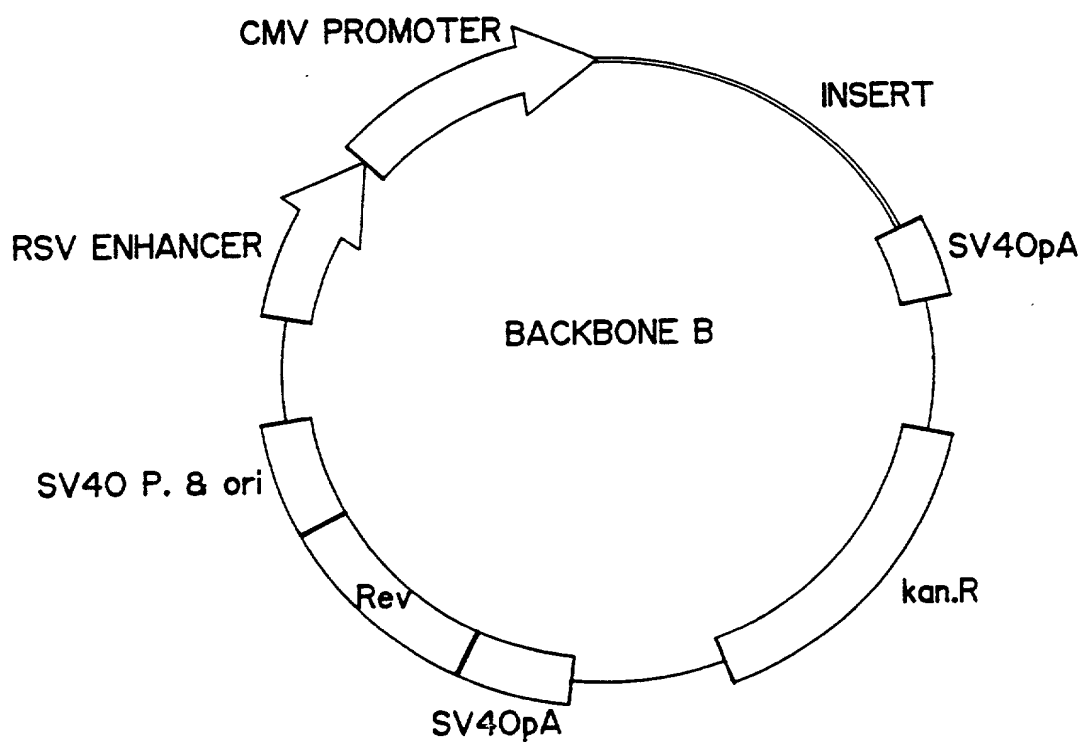 CMV PROMOTER
INSERT
RSV ENHANCER
SV40pA
BACKBONE B
SV40 P. & ori
Rev
kan.R
SV40pA